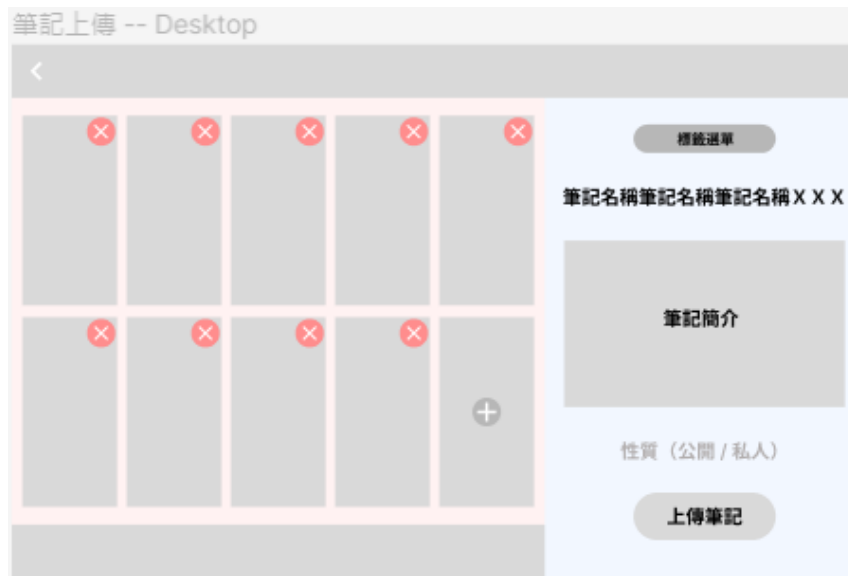 筆記上傳 -- Desktop
標籤選單
筆記名稱筆記名稱筆記名稱ＸＸＸ
筆記簡介
性質（公開 / 私人）
上傳筆記